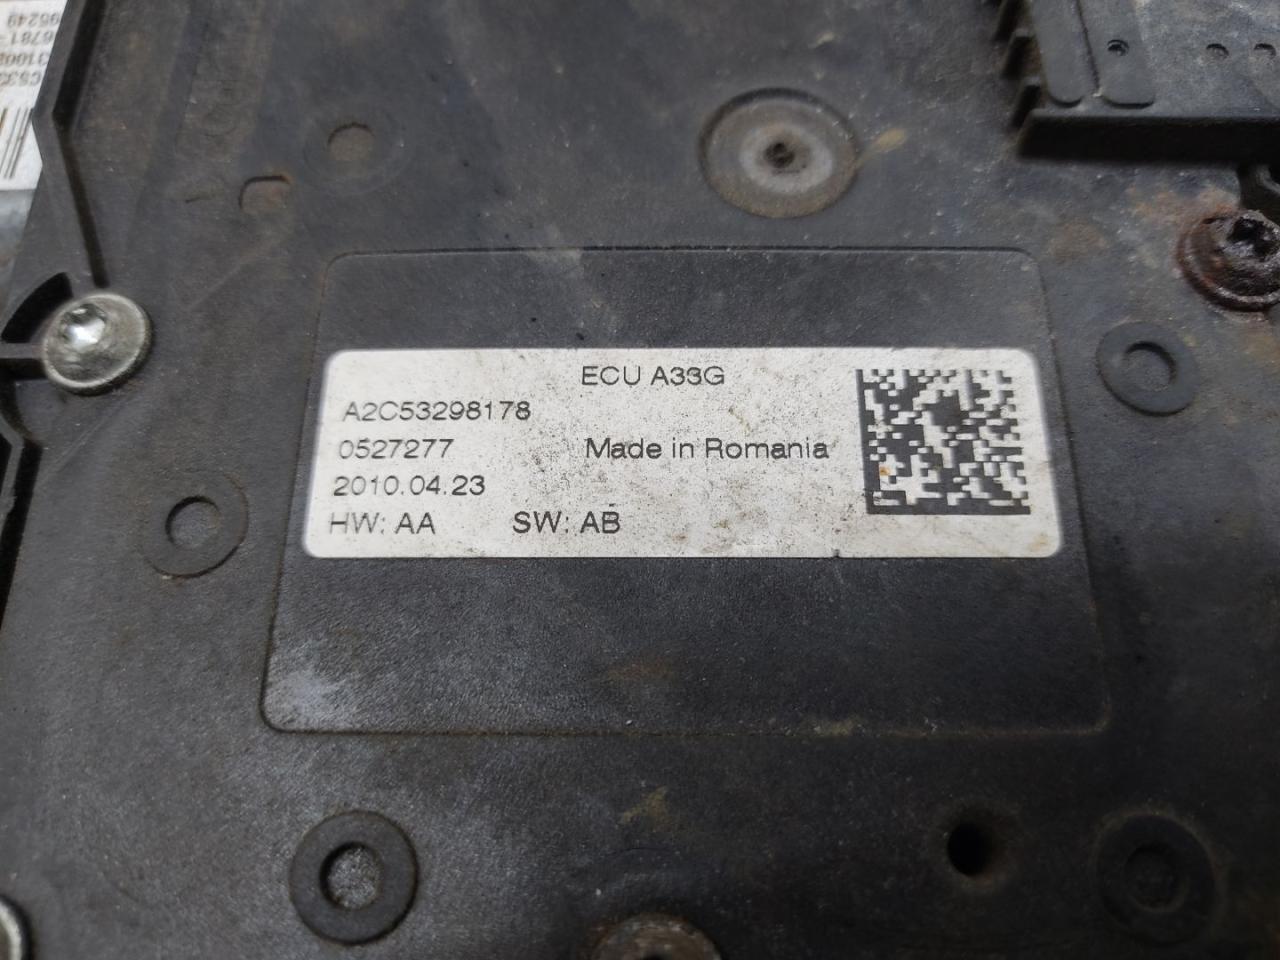 ECU A33G
A2C53298178
0527277 Made in Romania
2010.04.23
HW: AA SW: AB